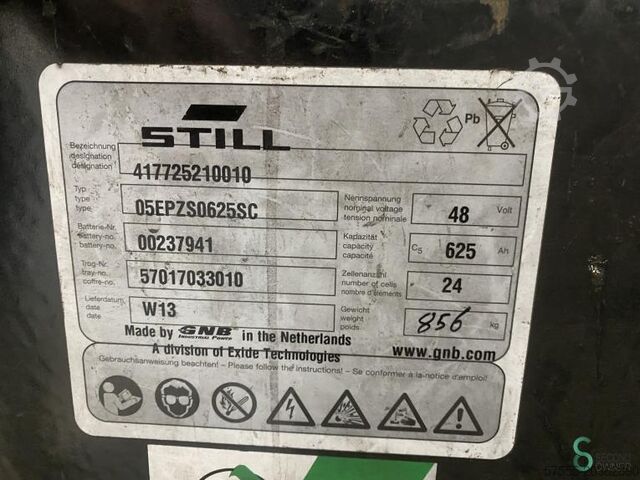 STILL
Pb
Bezeichnung
designation
désignation
417725210010
Typ
type
type
05EPZS0625SC
Nennspannung
nominal voltage
tension nominale
48 Volt
Batterie-Nr.
battery-no.
battery-no.
00237941
Kapazität
capacity
capacité
C5 625 Ah
Trog-Nr.
tray-no.
coffre-no.
57017033010
Zellenanzahl
number of cells
nombre d'éléments
24
Lieferdatum
date
date
W13
Gewicht
weight
poids
856 kg
Made by GNB INDUSTRIAL POWER in the Netherlands
A division of Exide Technologies
www.gnb.com
Gebrauchsanweisung beachten! – Please follow the instructions! – Se conformer à la notice d'emploi!
SECOND
OWNER